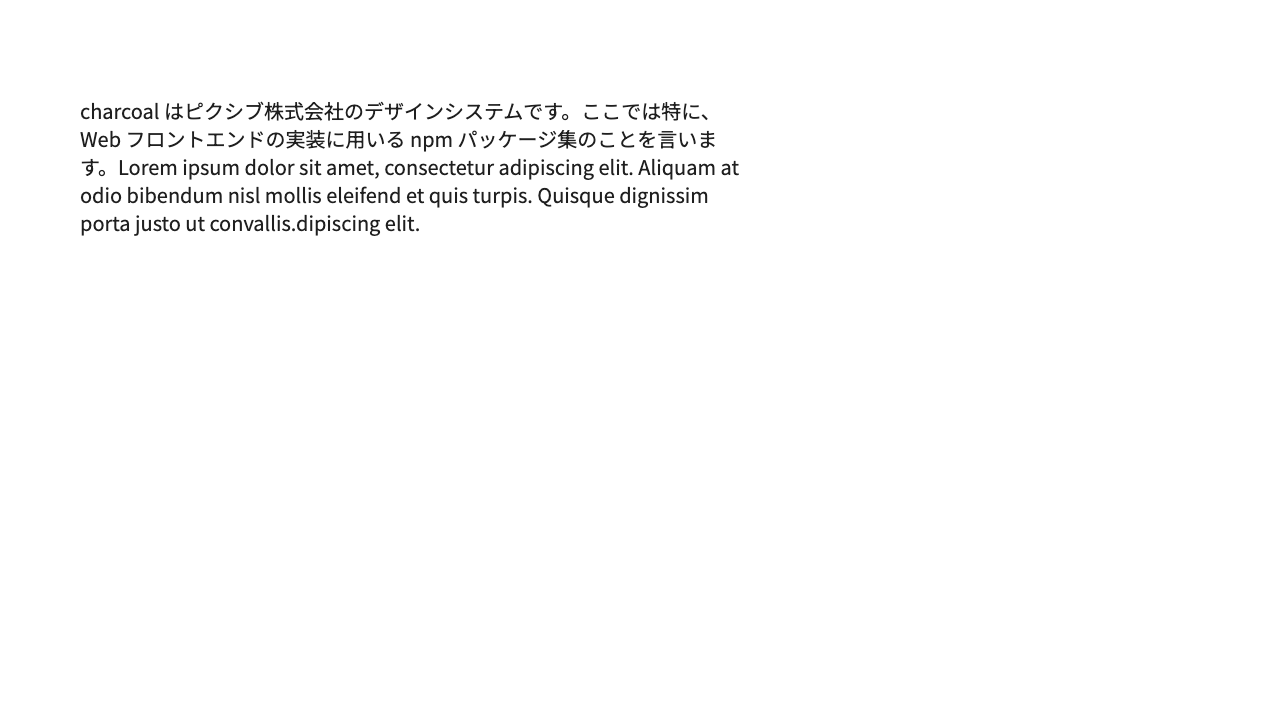 charcoal はピクシブ株式会社のデザインシステムです。ここでは特に、
Web フロントエンドの実装に用いる npm パッケージ集のことを言いま
す。Lorem ipsum dolor sit amet, consectetur adipiscing elit. Aliquam at
odio bibendum nisl mollis eleifend et quis turpis. Quisque dignissim
porta justo ut convallis.dipiscing elit.